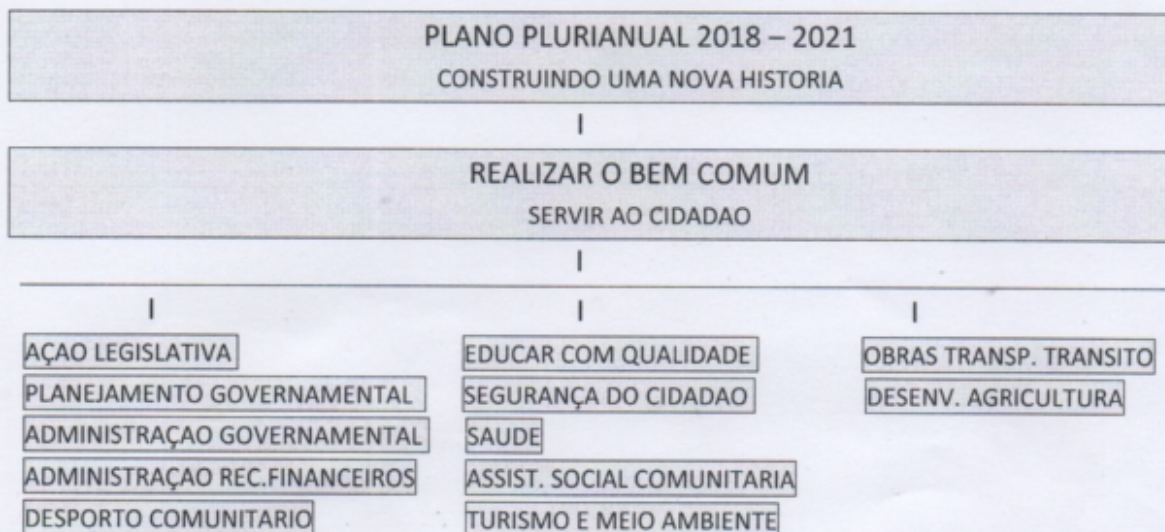 PLANO PLURIANUAL 2018 – 2021
CONSTRUINDO UMA NOVA HISTORIA
REALIZAR O BEM COMUM
SERVIR AO CIDADAO
AÇAO LEGISLATIVA
PLANEJAMENTO GOVERNAMENTAL
ADMINISTRAÇAO GOVERNAMENTAL
ADMINISTRAÇAO REC.FINANCEIROS
DESPORTO COMUNITARIO
EDUCAR COM QUALIDADE
SEGURANÇA DO CIDADAO
SAUDE
ASSIST. SOCIAL COMUNITARIA
TURISMO E MEIO AMBIENTE
OBRAS TRANSP. TRANSITO
DESENV. AGRICULTURA